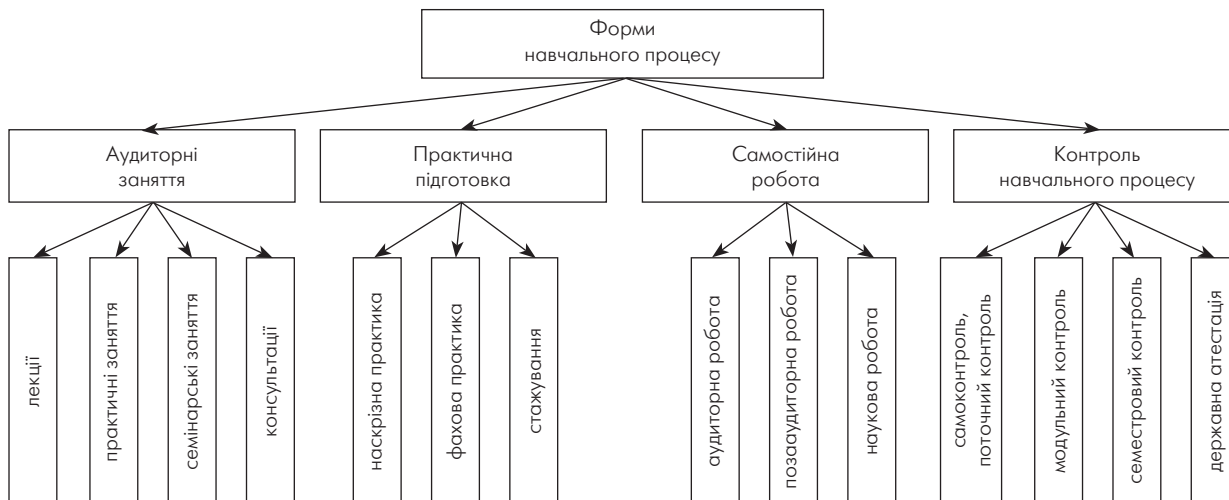 Форми
навчального процесу
Аудиторні
заняття
Практична
підготовка
Самостійна
робота
Контроль
навчального процесу
лекції
практичні заняття
семінарські заняття
консультації
наскрізна практика
фахова практика
стажування
аудиторна робота
позааудиторна робота
наукова робота
самоконтроль,
поточний контроль
модульний контроль
семестровий контроль
державна атестація